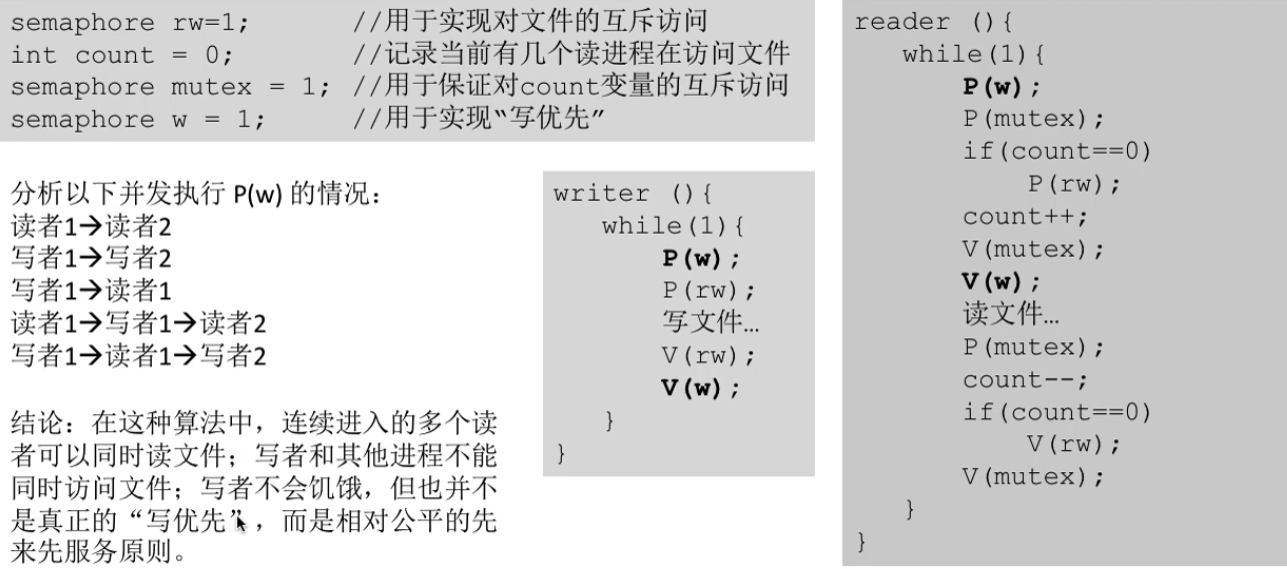 semaphore rw=1;          //用于实现对文件的互斥访问
int count = 0;           //记录当前有几个读进程在访问文件
semaphore mutex = 1; //用于保证对count变量的互斥访问
semaphore w = 1;        //用于实现“写优先”
分析以下并发执行 P(w) 的情况：
读者1→读者2
写者1→写者2
写者1→读者1
读者1→写者1→读者2
写者1→读者1→写者2
结论：在这种算法中，连续进入的多个读
者可以同时读文件；写者和其他进程不能
同时访问文件；写者不会饥饿，但也并不
是真正的“写优先”，而是相对公平的先
来先服务原则。
writer (){
    while(1){
        P(w);
        P(rw);
        写文件…
        V(rw);
        V(w);
    }
}
reader (){
    while(1){
        P(w);
        P(mutex);
        if(count==0)
            P(rw);
        count++;
        V(mutex);
        V(w);
        读文件…
        P(mutex);
        count--;
        if(count==0)
            V(rw);
        V(mutex);
    }
}